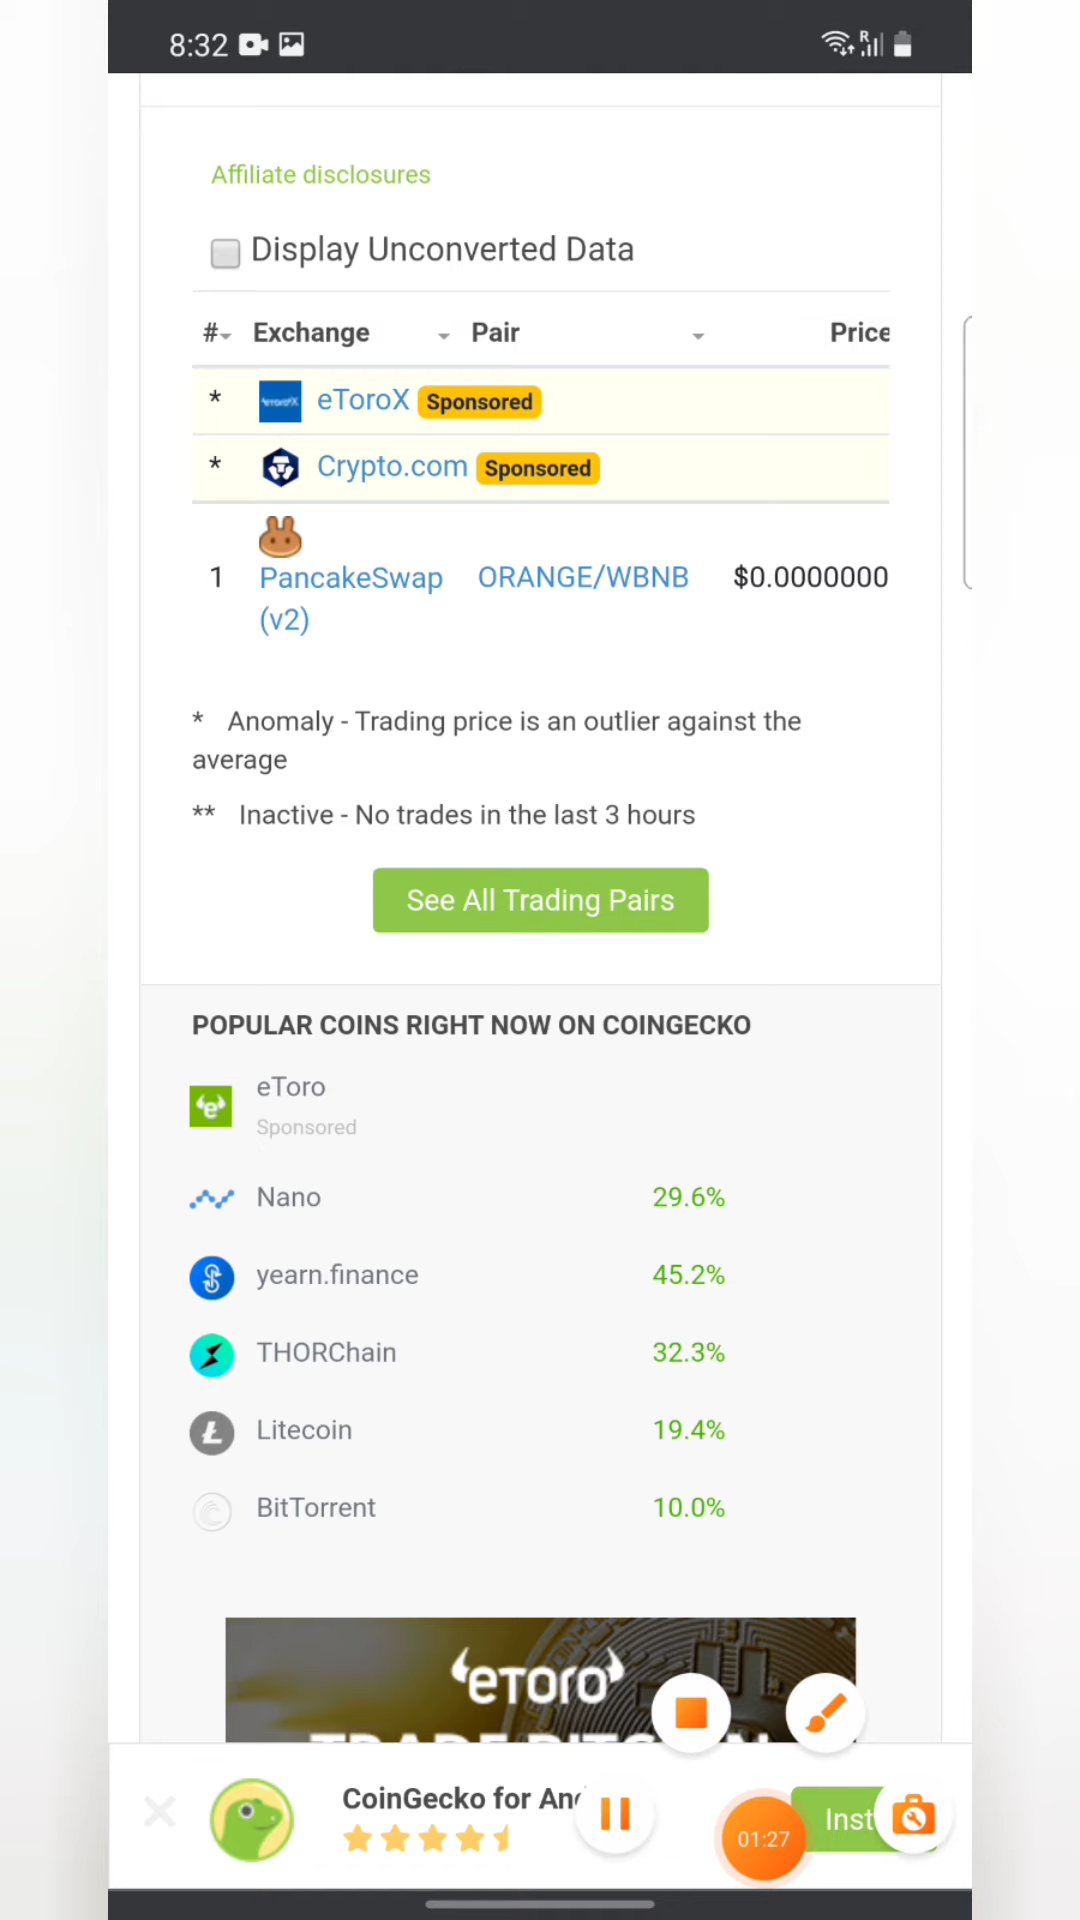 8:32
R
Affiliate disclosures
Display Unconverted Data
# Exchange Pair Price
* eToroX Sponsored
* Crypto.com Sponsored
1 PancakeSwap (v2) ORANGE/WBNB $0.0000000
* Anomaly - Trading price is an outlier against the
average
** Inactive - No trades in the last 3 hours
See All Trading Pairs
POPULAR COINS RIGHT NOW ON COINGECKO
eToro
Sponsored
Nano 29.6%
yearn.finance 45.2%
THORChain 32.3%
Litecoin 19.4%
BitTorrent 10.0%
eToro
CoinGecko for An
01:27
Inst